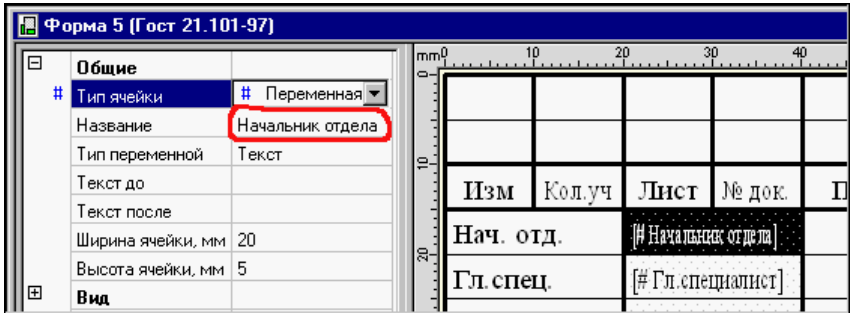 Форма 5 (Гост 21.101-97)
Общие
# Тип ячейки # Переменная
Название Начальник отдела
Тип переменной Текст
Текст до
Текст после
Ширина ячейки, мм 20
Высота ячейки, мм 5
Вид
mm 0 10 20 30 40
10
20
Изм Кол.уч Лист № док. П
Нач. отд. [# Начальник отдела]
Гл.спец. [# Гл.специалист]